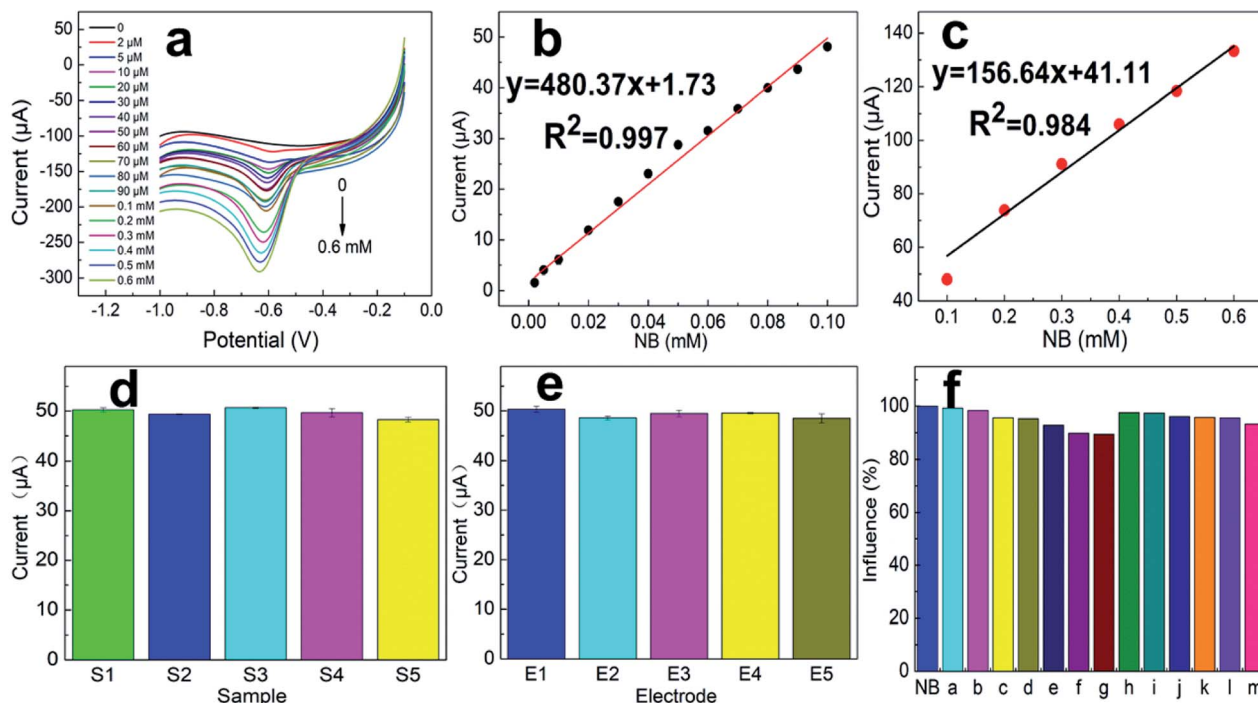 a
50
0
-50
-100
-150
-200
-250
-300
Current (μA)
0
2 μM
5 μM
10 μM
20 μM
30 μM
40 μM
50 μM
60 μM
70 μM
80 μM
90 μM
0.1 mM
0.2 mM
0.3 mM
0.4 mM
0.5 mM
0.6 mM
0
0.6 mM
-1.2 -1.0 -0.8 -0.6 -0.4 -0.2 0.0
Potential (V)
b
y=480.37x+1.73
R²=0.997
50
40
30
20
10
0
Current (μA)
0.00 0.02 0.04 0.06 0.08 0.10
NB (mM)
c
y=156.64x+41.11
R²=0.984
140
120
100
80
60
40
Current (μA)
0.1 0.2 0.3 0.4 0.5 0.6
NB (mM)
d
60
50
40
30
20
10
0
Current (μA)
S1 S2 S3 S4 S5
Sample
e
60
50
40
30
20
10
0
Current (μA)
E1 E2 E3 E4 E5
Electrode
f
100
80
60
40
20
0
Influence (%)
NB a b c d e f g h i j k l m